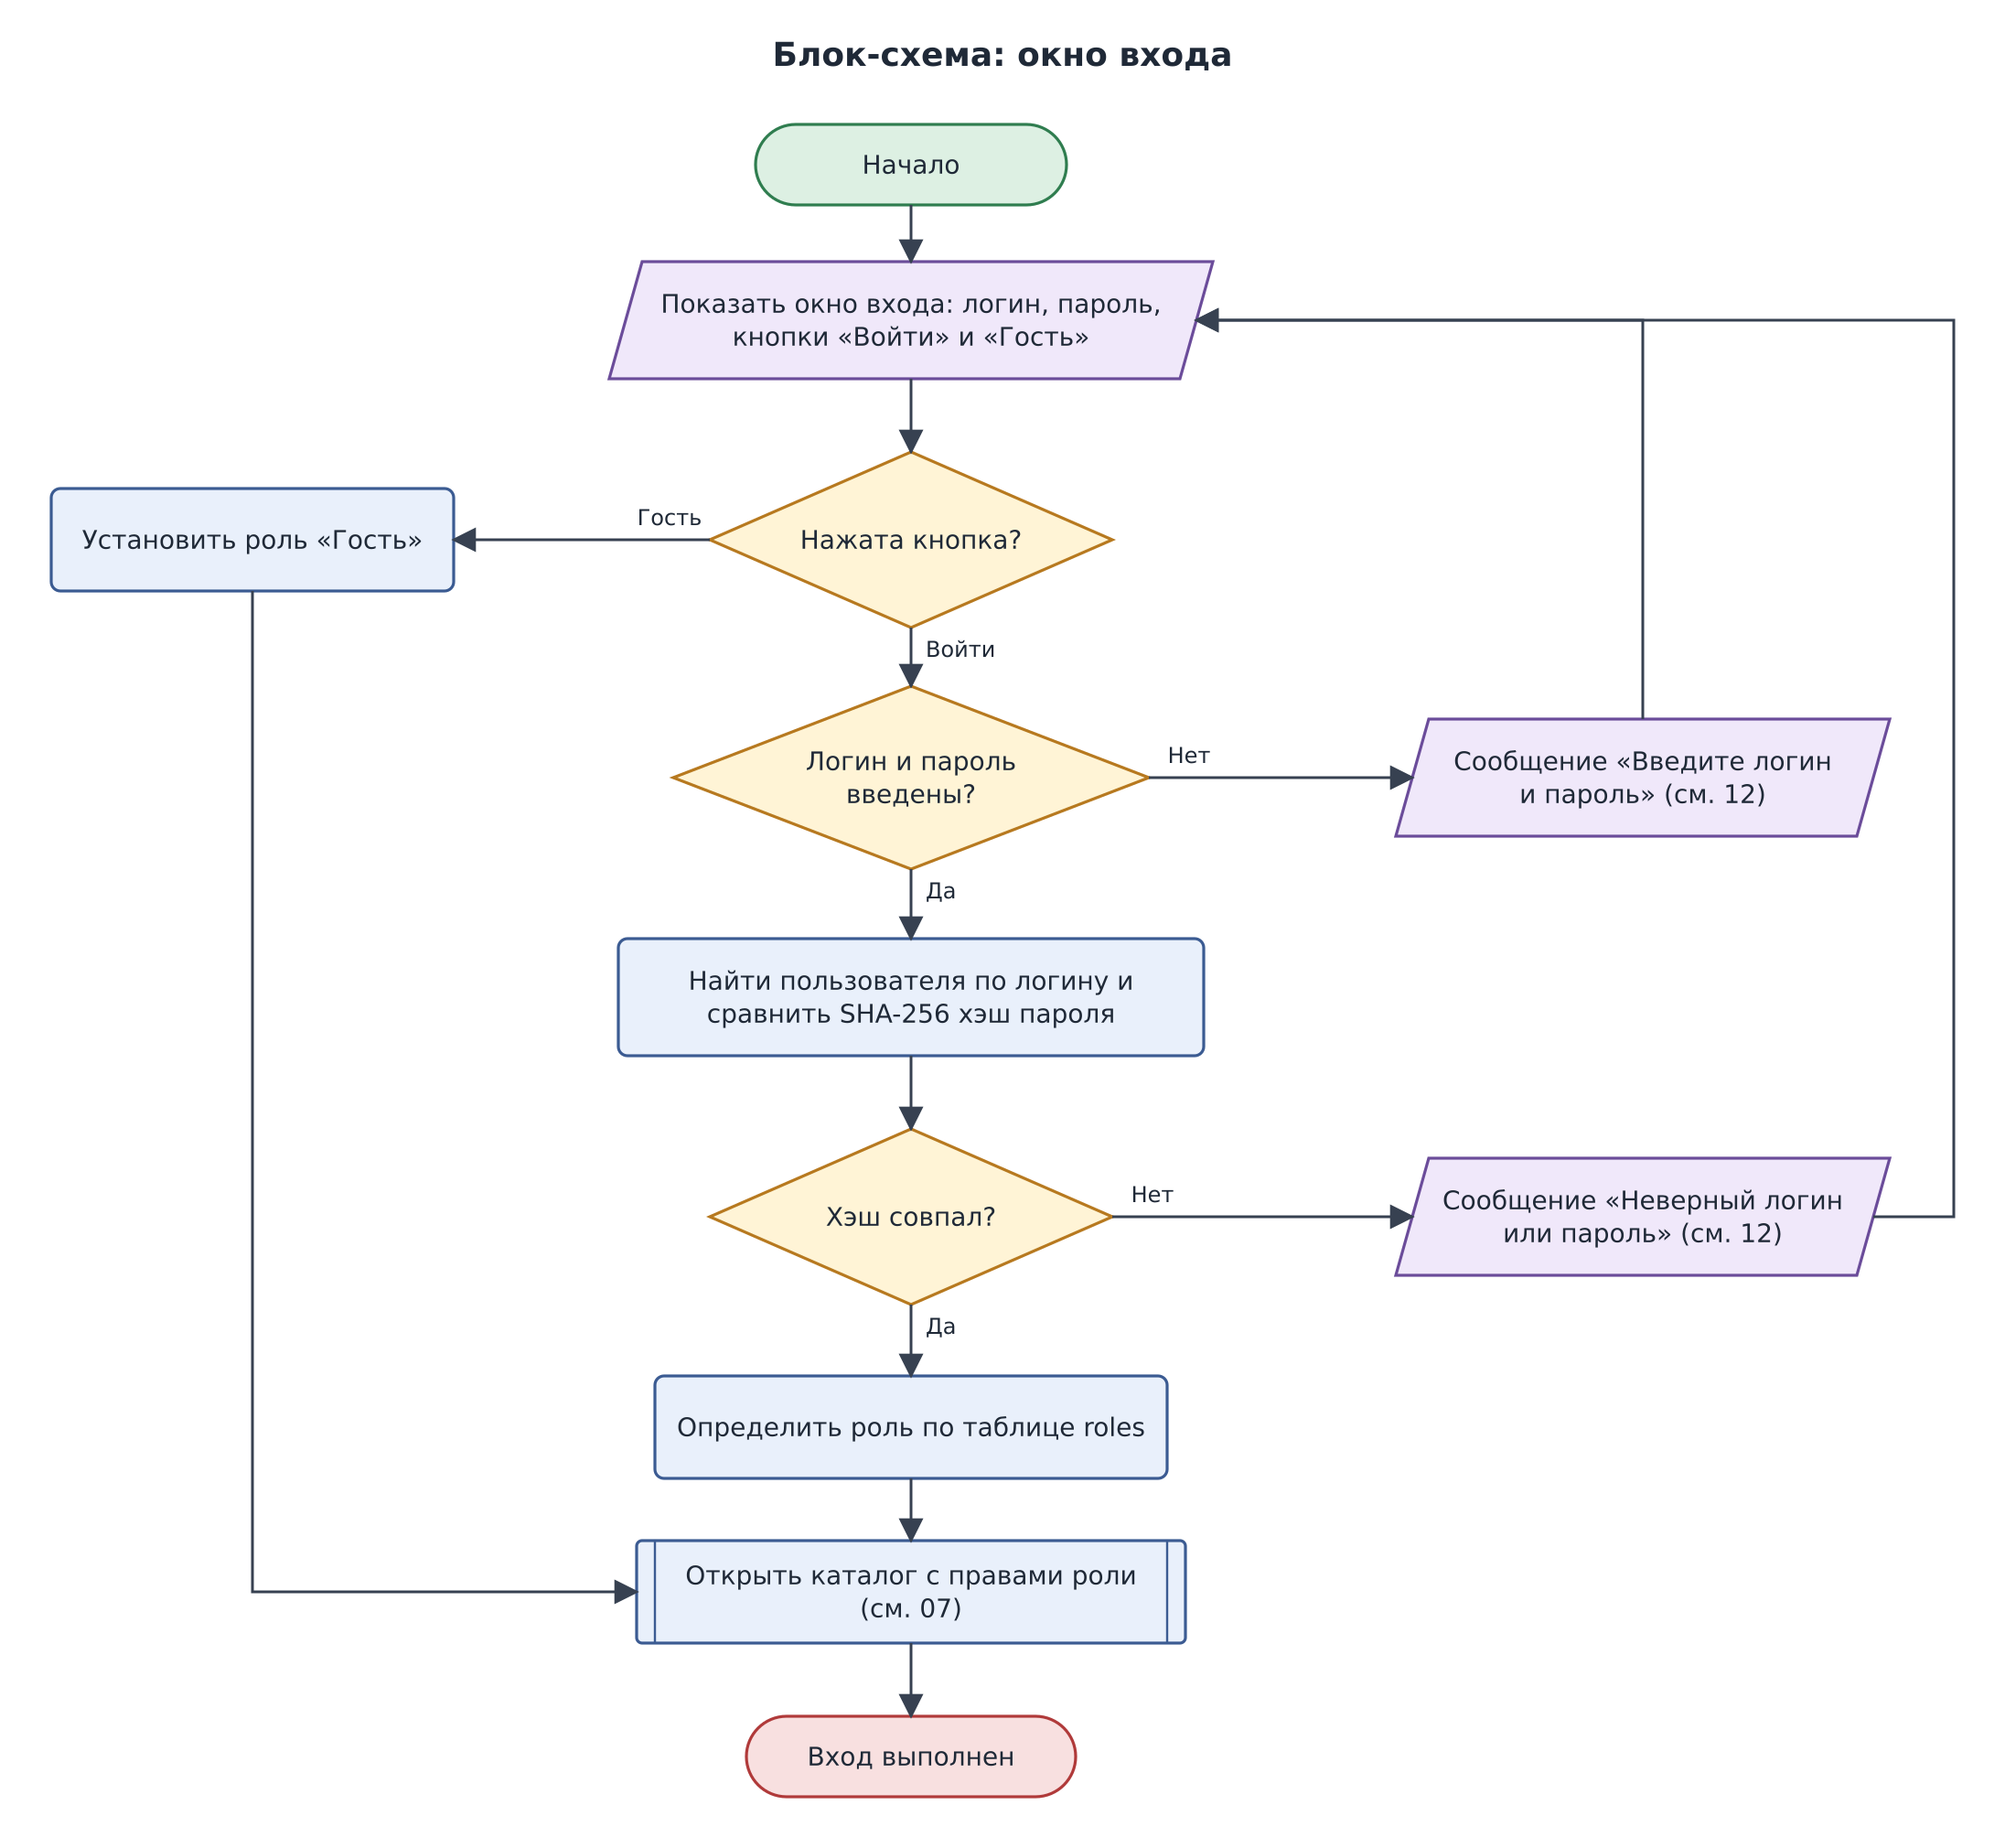 Блок-схема: окно входа
Начало
Показать окно входа: логин, пароль,
кнопки «Войти» и «Гость»
Установить роль «Гость»
Гость
Нажата кнопка?
Войти
Логин и пароль
введены?
Нет
Сообщение «Введите логин
и пароль» (см. 12)
Да
Найти пользователя по логину и
сравнить SHA-256 хэш пароля
Хэш совпал?
Нет
Сообщение «Неверный логин
или пароль» (см. 12)
Да
Определить роль по таблице roles
Открыть каталог с правами роли
(см. 07)
Вход выполнен